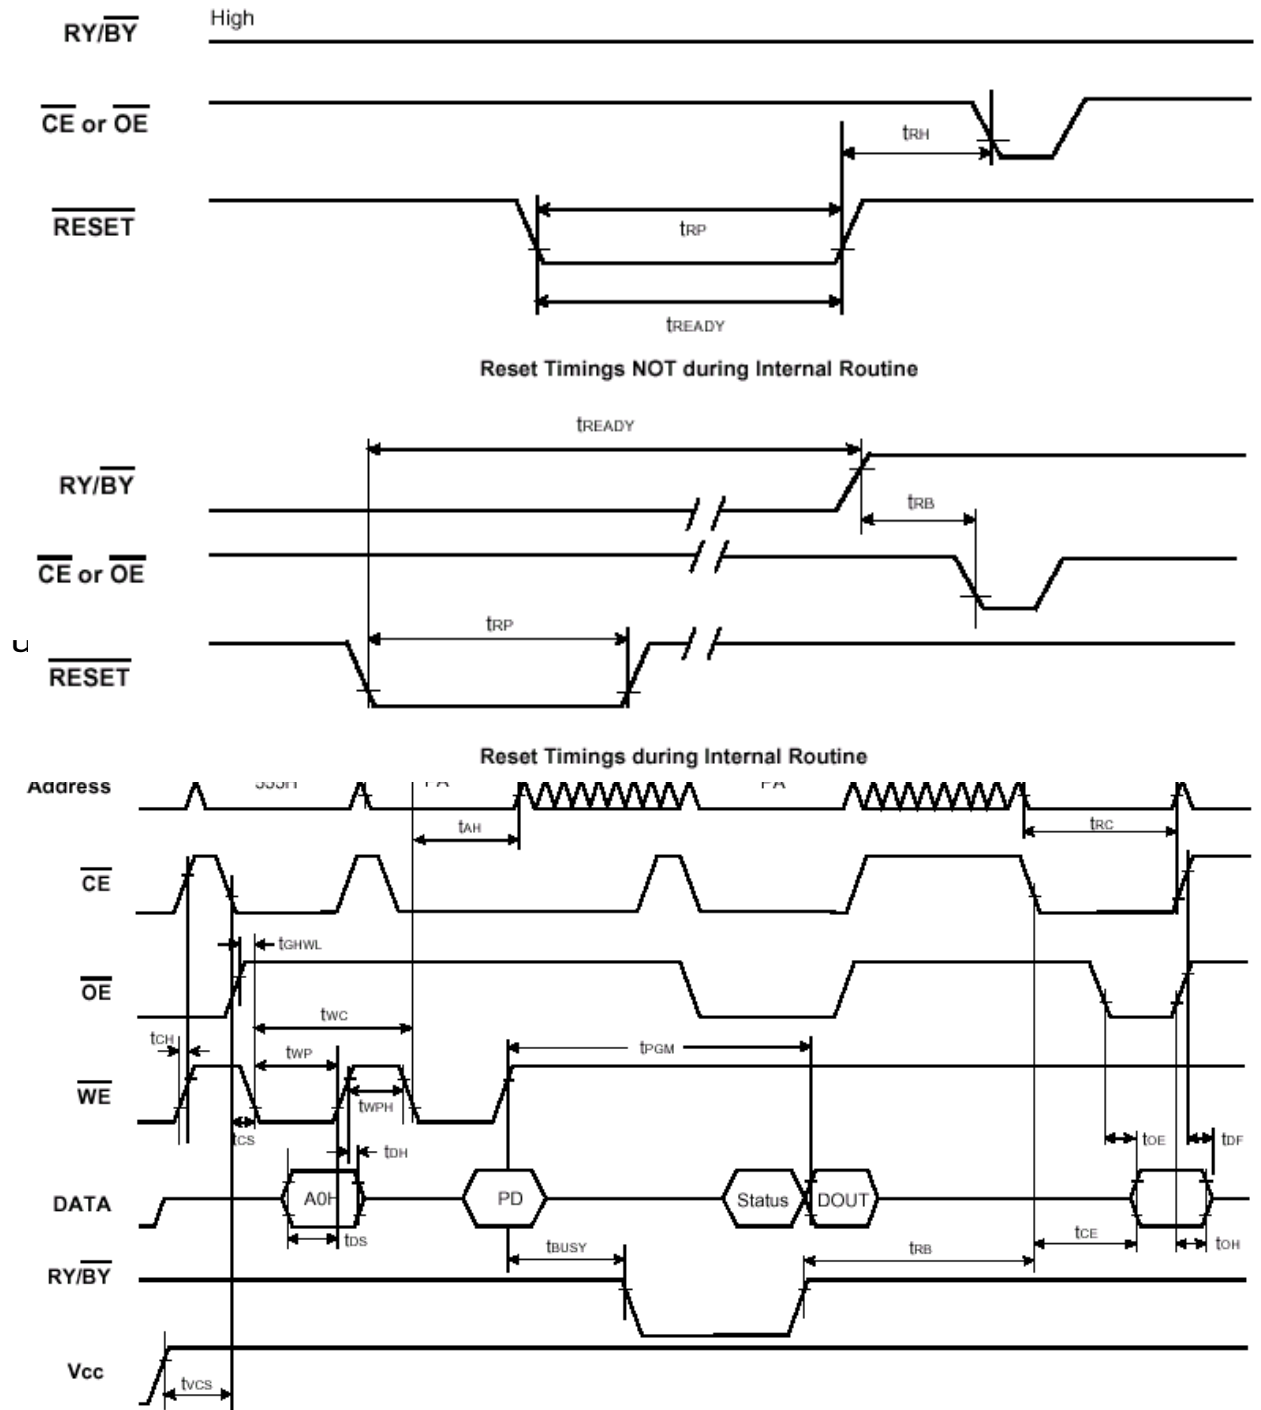 High
RY/BY
CE or OE
tRH
RESET
tRP
tREADY
Reset Timings NOT during Internal Routine
tREADY
RY/BY
tRB
CE or OE
tRP
RESET
Reset Timings during Internal Routine
Address 555H PA PA
tAH tRC
CE
tGHWL
OE
tWC
tCH tWP tPGM
WE
tWPH
tCS tDH tOE tDF
DATA A0H PD Status DOUT
tDS tBUSY tRB tCE tOH
RY/BY
Vcc
tVCS